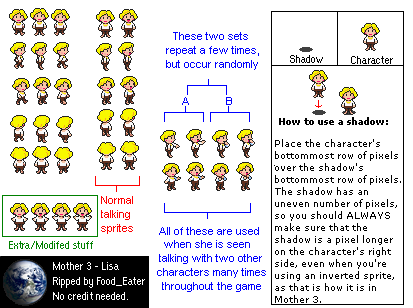 These two sets
repeat a few times,
but occur randomly
A
B
Normal
talking
sprites
Extra/Modifed stuff
All of these are used
when she is seen
talking with two other
characters many times
throughout the game
Mother 3 - Lisa
Ripped by Food_Eater
No credit needed.
Shadow
Character
How to use a shadow:
Place the character's
bottommost row of pixels
over the shadow's
bottommost row of pixels.
The shadow has an
uneven number of pixels,
so you should ALWAYS
make sure that the
shadow is a pixel longer
on the character's right
side, even when you're
using an inverted sprite,
as that is how it is in
Mother 3.